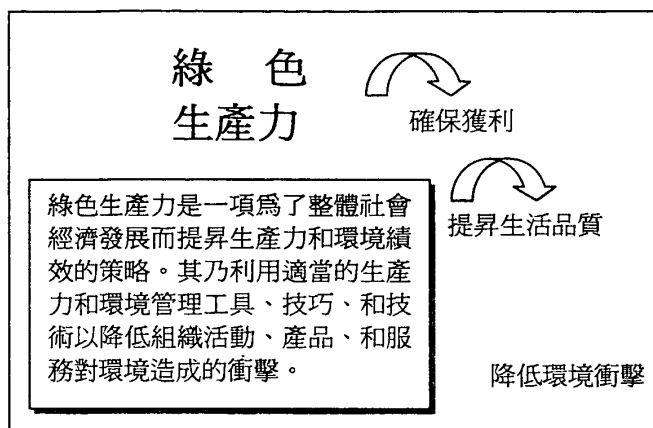 綠 色
生產力
確保獲利
提昇生活品質
綠色生產力是一項爲了整體社會
經濟發展而提昇生產力和環境績
效的策略。其乃利用適當的生產
力和環境管理工具、技巧、和技
術以降低組織活動、產品、和服
務對環境造成的衝擊。
降低環境衝擊